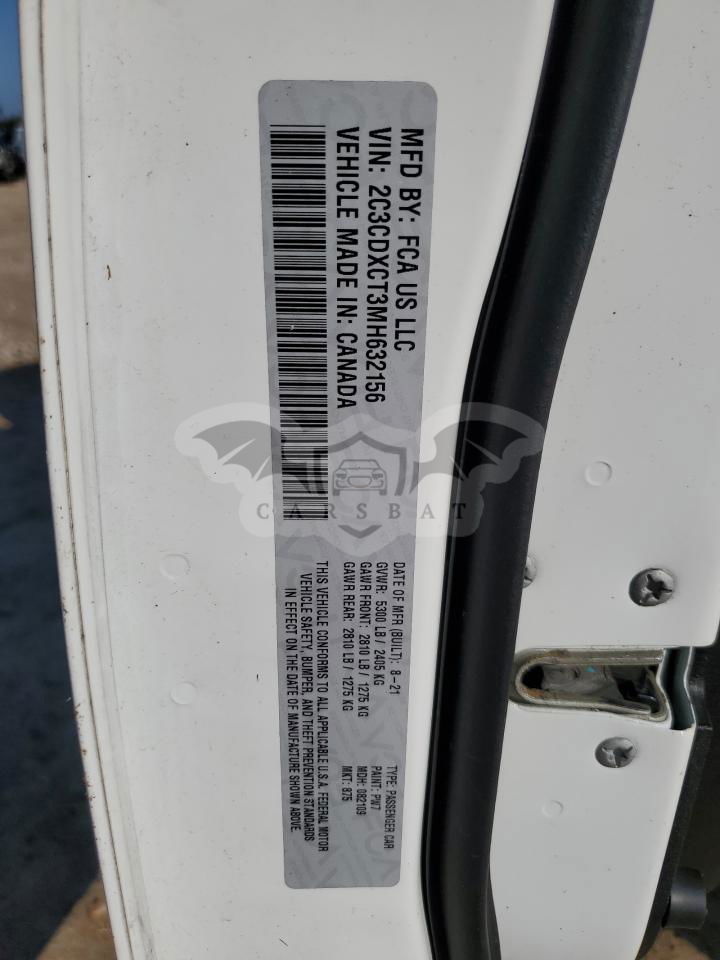 MFD BY: FCA US LLC
VIN: 2C3CDXCT3MH632156
VEHICLE MADE IN: CANADA
CARSBAT
DATE OF MFR (BUILT): 8-21
GVWR: 5300 LB / 2405 KG
GAWR FRONT: 2810 LB / 1275 KG
GAWR REAR: 2810 LB / 1275 KG
TYPE: PASSENGER CAR
PAINT: PW7
MDH: 082109
MKT: 875
THIS VEHICLE CONFORMS TO ALL APPLICABLE U.S.A. FEDERAL MOTOR
VEHICLE SAFETY, BUMPER, AND THEFT PREVENTION STANDARDS
IN EFFECT ON THE DATE OF MANUFACTURE SHOWN ABOVE.